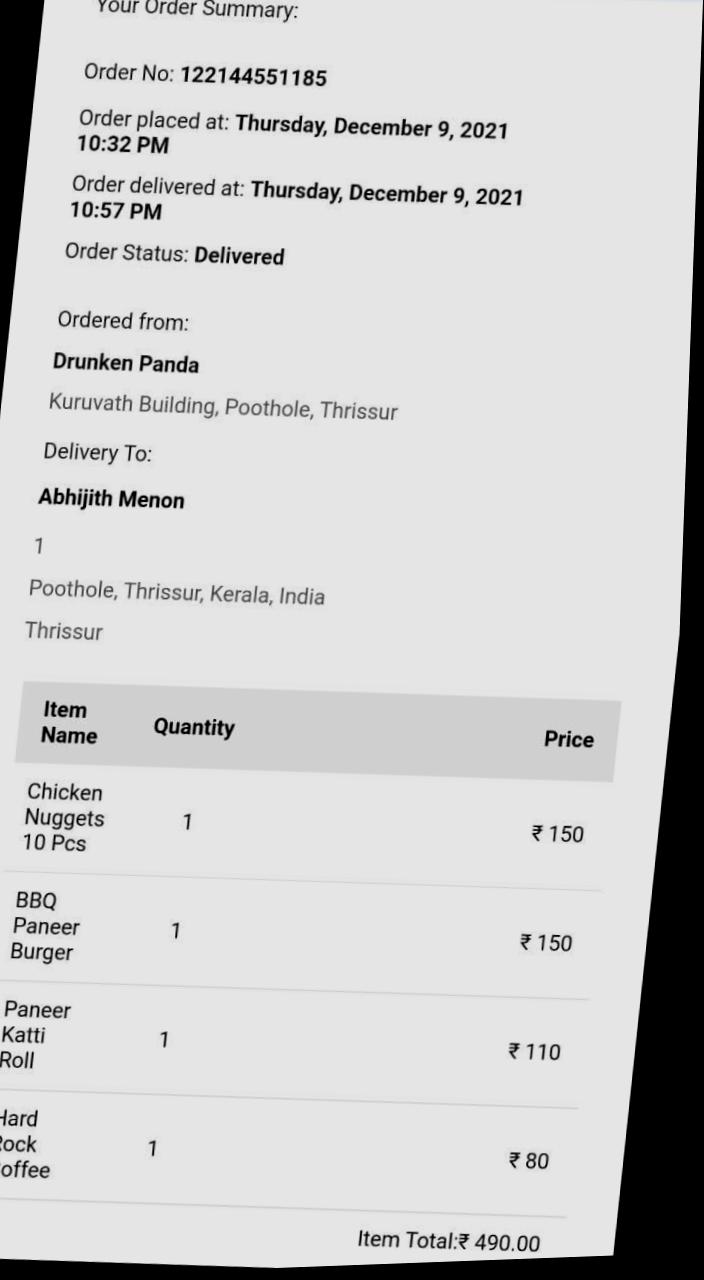 Your Order Summary:
Order No: 122144551185
Order placed at: Thursday, December 9, 2021
10:32 PM
Order delivered at: Thursday, December 9, 2021
10:57 PM
Order Status: Delivered
Ordered from:
Drunken Panda
Kuruvath Building, Poothole, Thrissur
Delivery To:
Abhijith Menon
1
Poothole, Thrissur, Kerala, India
Thrissur
Item Name Quantity Price
Chicken Nuggets 10 Pcs 1 ₹ 150
BBQ Paneer Burger 1 ₹ 150
Paneer Katti Roll 1 ₹ 110
Hard Rock Coffee 1 ₹ 80
Item Total:₹ 490.00